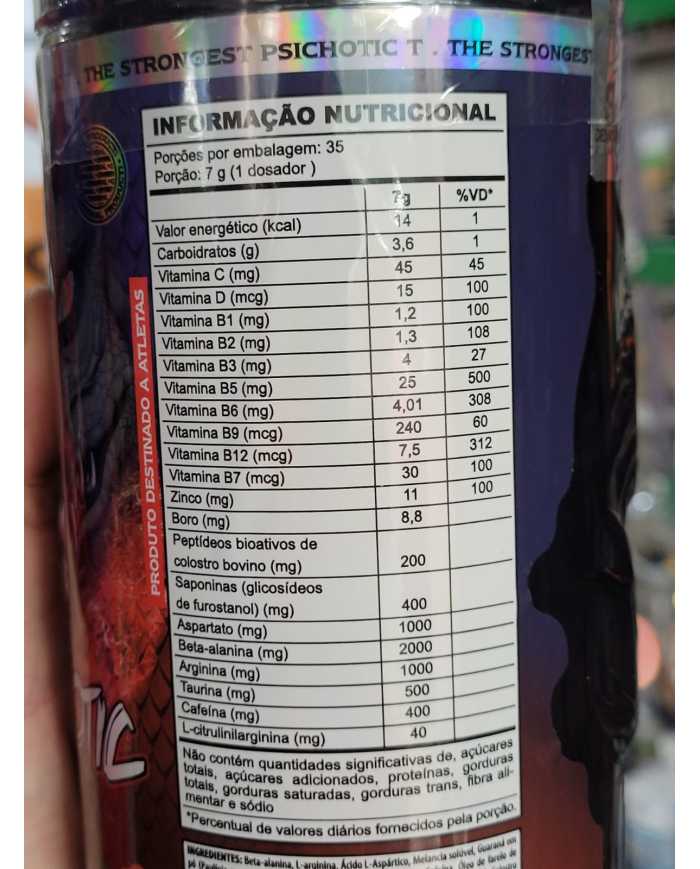 THE STRONGEST PSICHOTIC T . THE STRONGEST
INFORMAÇÃO NUTRICIONAL
Porções por embalagem: 35
Porção: 7 g (1 dosador )
7g %VD*
Valor energético (kcal) 14 1
Carboidratos (g) 3,6 1
Vitamina C (mg) 45 45
Vitamina D (mcg) 15 100
Vitamina B1 (mg) 1,2 100
Vitamina B2 (mg) 1,3 108
Vitamina B3 (mg) 4 27
Vitamina B5 (mg) 25 500
Vitamina B6 (mg) 4,01 308
Vitamina B9 (mcg) 240 60
Vitamina B12 (mcg) 7,5 312
Vitamina B7 (mcg) 30 100
Zinco (mg) 11 100
Boro (mg) 8,8
Peptídeos bioativos de
colostro bovino (mg) 200
Saponinas (glicosídeos
de furostanol) (mg) 400
Aspartato (mg) 1000
Beta-alanina (mg) 2000
Arginina (mg) 1000
Taurina (mg) 500
Cafeína (mg) 400
L-citrulinilarginina (mg) 40
Não contém quantidades significativas de, açúcares
totais, açúcares adicionados, proteínas, gorduras
totais, gorduras saturadas, gorduras trans, fibra ali-
mentar e sódio
*Percentual de valores diários fornecidos pela porção.
INGREDIENTES: Beta-alanina, L-arginina, Ácido L-Aspártico, Melancia solúvel, Guaraná em
Óleo de farelo de
PRODUTO DESTINADO A ATLETAS
TIC